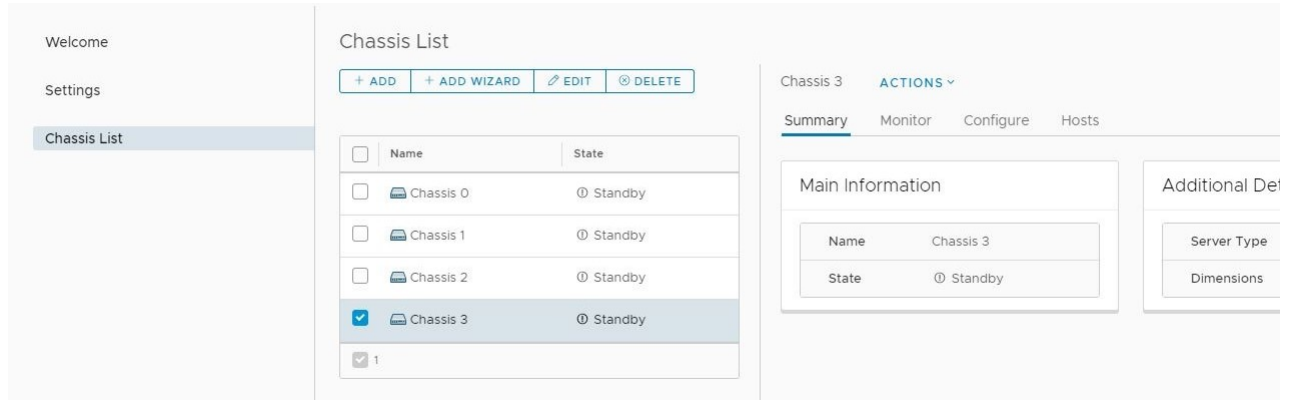 Welcome
Settings
Chassis List
Chassis List
+ ADD + ADD WIZARD EDIT DELETE
Name State
Chassis 0 Standby
Chassis 1 Standby
Chassis 2 Standby
Chassis 3 Standby
1
Chassis 3 ACTIONS
Summary Monitor Configure Hosts
Main Information
Name Chassis 3
State Standby
Additional Det
Server Type
Dimensions